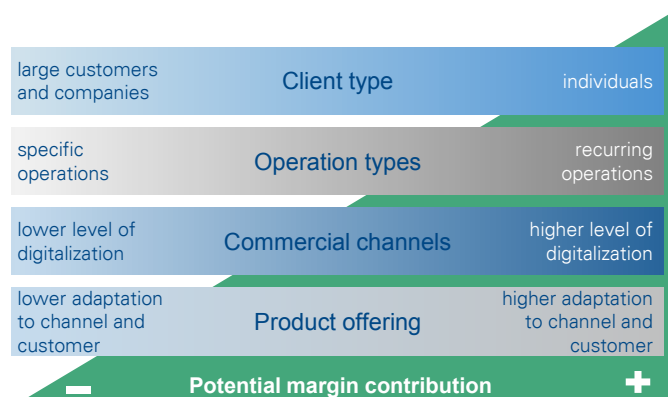 large customers
and companies
Client type
individuals
specific
operations
Operation types
recurring
operations
lower level of
digitalization
Commercial channels
higher level of
digitalization
lower adaptation
to channel and
customer
Product offering
higher adaptation
to channel and
customer
− Potential margin contribution +